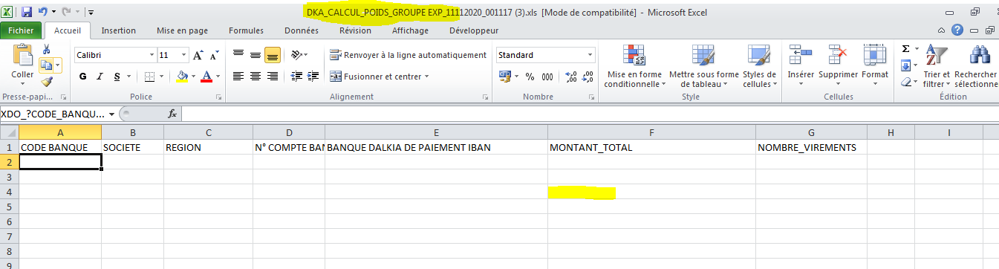 DKA_CALCUL_POIDS_GROUPE EXP_11112020_001117 (3).xls [Mode de compatibilité] - Microsoft Excel
Fichier Accueil Insertion Mise en page Formules Données Révision Affichage Développeur
Coller Calibri 11 Renvoyer à la ligne automatiquement Standard
G I S Fusionner et centrer % 000
Mise en forme conditionnelle Mettre sous forme de tableau Styles de cellules Insérer Supprimer Format Trier et filtrer Rechercher sélectionne
Presse-papi... Police Alignement Nombre Style Cellules Édition
XDO_?CODE_BANQU... fx
A B C D E F G H I
1 CODE BANQUE SOCIETE REGION N° COMPTE BAN BANQUE DALKIA DE PAIEMENT IBAN MONTANT_TOTAL NOMBRE_VIREMENTS
2
3
4
5
6
7
8
9